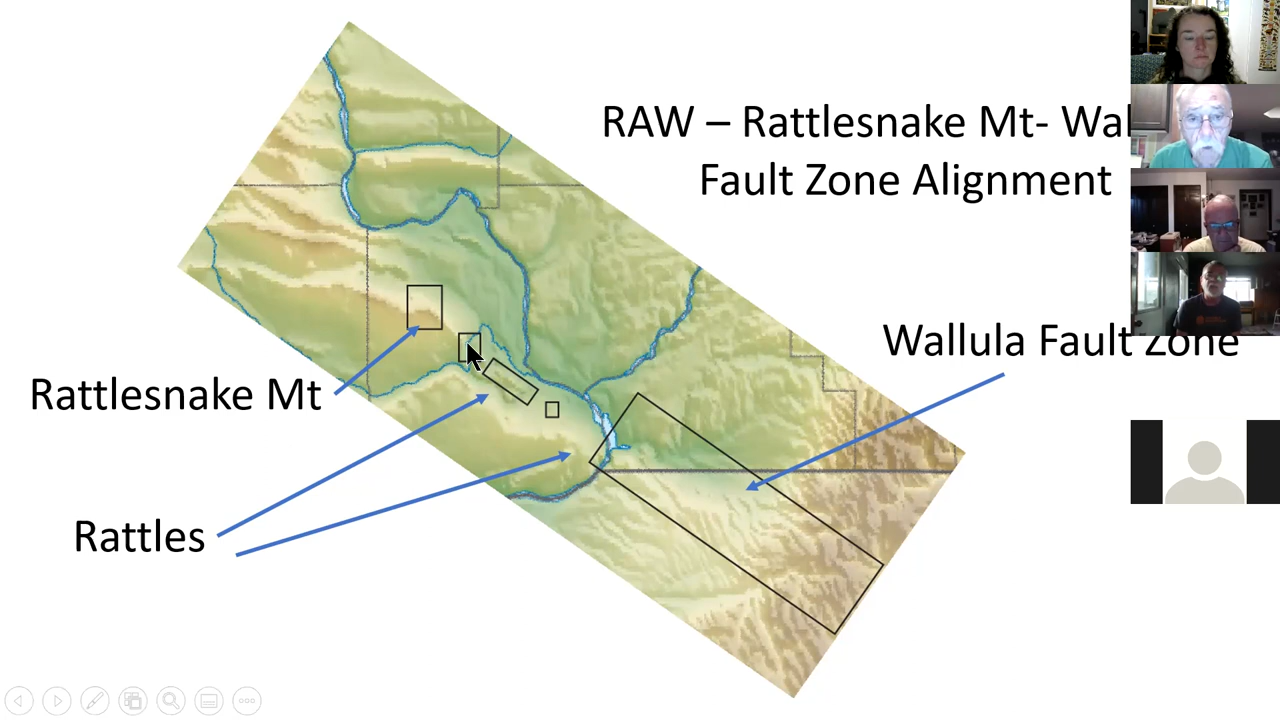 RAW – Rattlesnake Mt- Wal
Fault Zone Alignment
Wallula Fault Zone
Rattlesnake Mt
Rattles